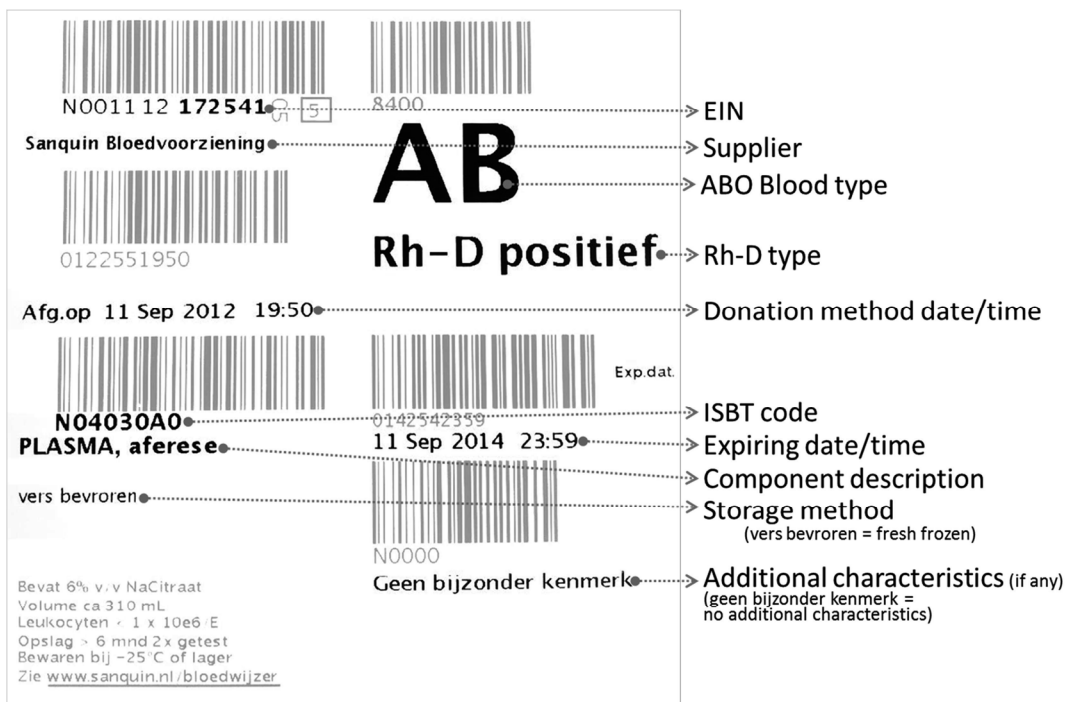 N0011 12 172541 05 5
8400
EIN
Sanquin Bloedvoorziening
Supplier
AB
ABO Blood type
0122551950
Rh-D positief
Rh-D type
Afg.op 11 Sep 2012 19:50
Donation method date/time
Exp.dat.
N04030A0
0142542359
ISBT code
PLASMA, aferese
11 Sep 2014 23:59
Expiring date/time
Component description
vers bevroren
Storage method
(vers bevroren = fresh frozen)
N0000
Geen bijzonder kenmerk
Additional characteristics (if any)
(geen bijzonder kenmerk =
no additional characteristics)
Bevat 6% v/v NaCitraat
Volume ca 310 mL
Leukocyten < 1 x 10e6/E
Opslag > 6 mnd 2x getest
Bewaren bij -25°C of lager
Zie www.sanquin.nl/bloedwijzer